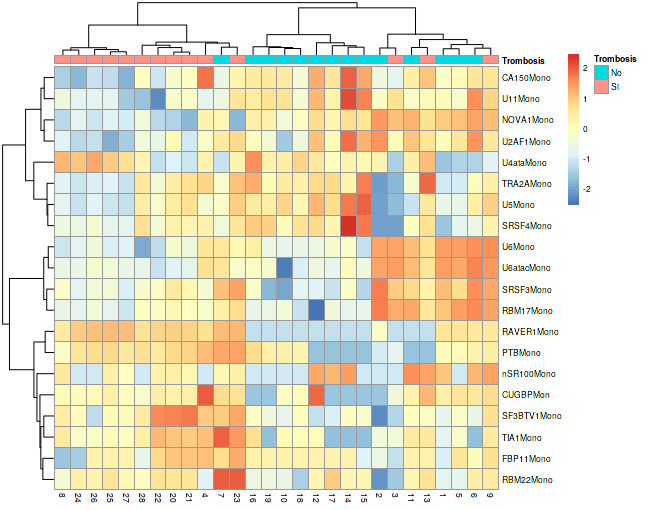 Trombosis
CA150Mono
U11Mono
NOVA1Mono
U2AF1Mono
U4ataMono
TRA2AMono
U5Mono
SRSF4Mono
U6Mono
U6atacMono
SRSF3Mono
RBM17Mono
RAVER1Mono
PTBMono
nSR100Mono
CUGBPMon
SF3BTV1Mono
TIA1Mono
FBP11Mono
RBM22Mono
8 24 26 25 27 28 22 20 21 4 7 23 16 19 10 18 12 17 14 15 2 3 11 13 1 5 6 9
2
1
0
-1
-2
Trombosis
No
SI